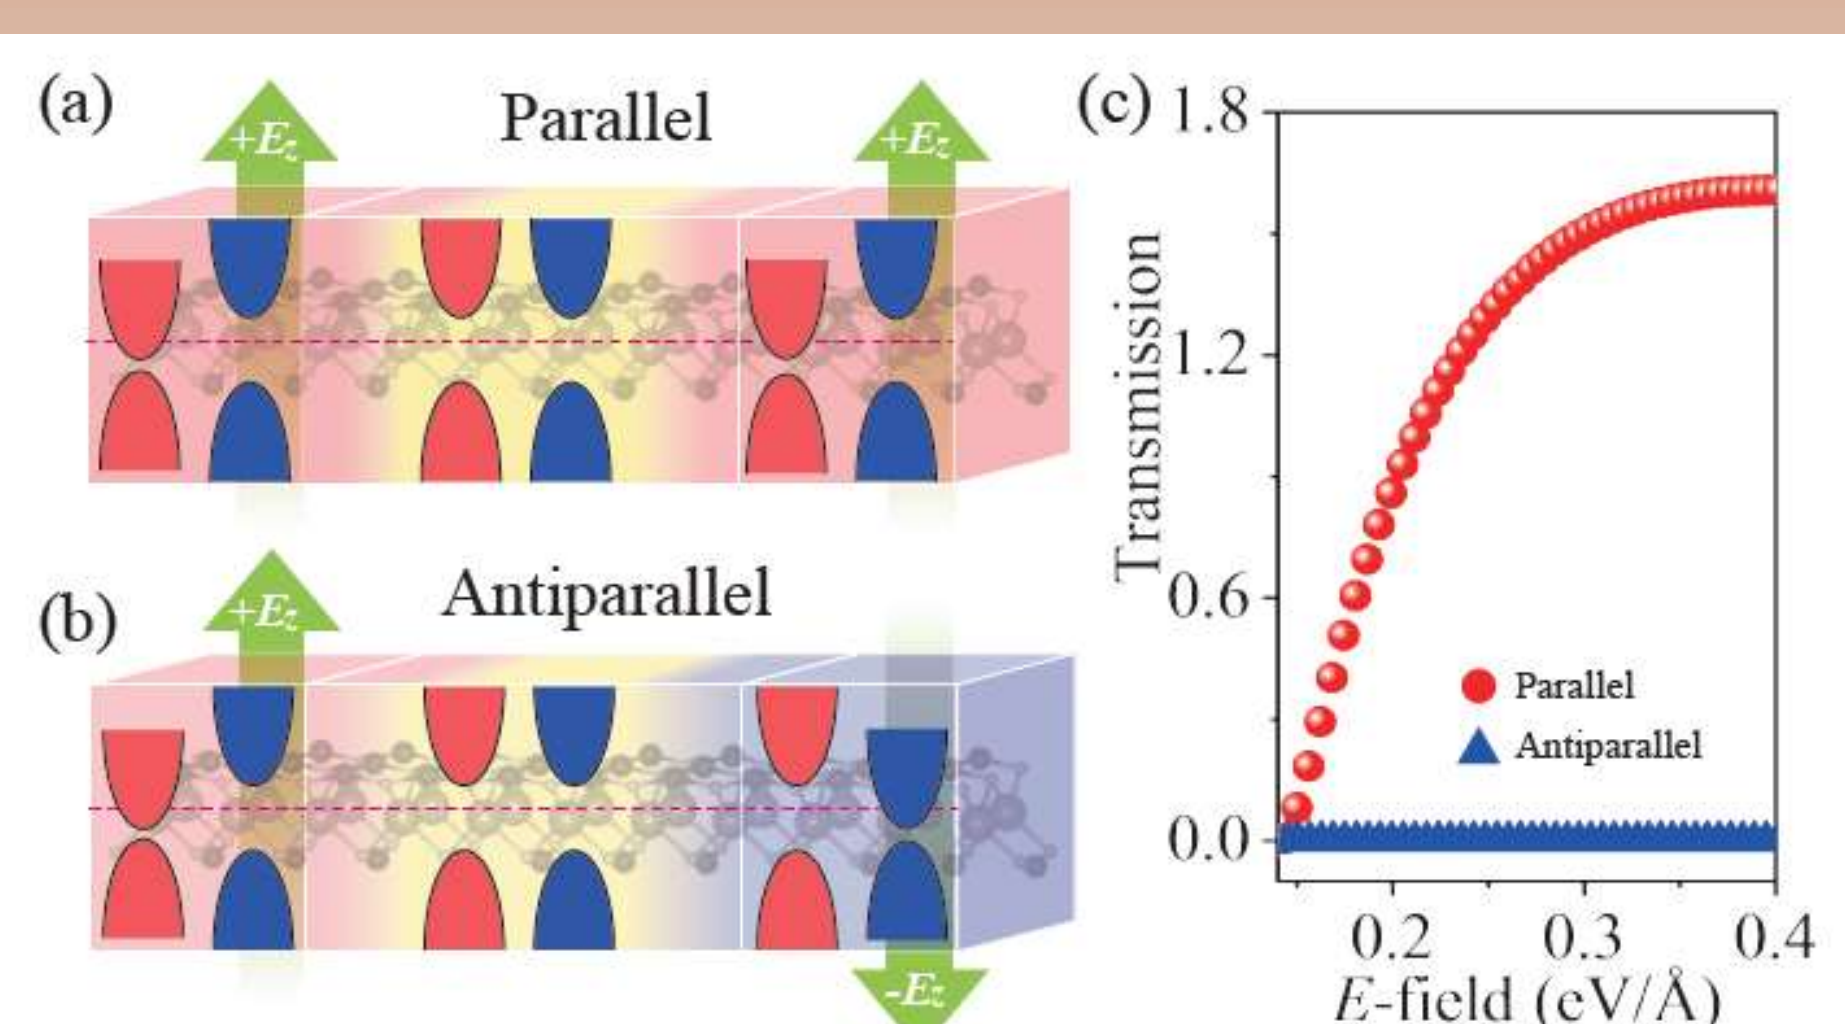 (a)
+Ez
Parallel
+Ez
(b)
+Ez
Antiparallel
-Ez
(c)
1.8
1.2
0.6
0.0
Transmission
Parallel
Antiparallel
0.2 0.3 0.4
E-field (eV/Å)